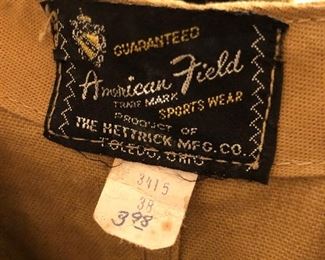 GUARANTEED
American Field
TRADE MARK
SPORTS WEAR
PRODUCT OF
THE HETTRICK MFG. CO.
TOLEDO, OHIO
3415
38
3.98